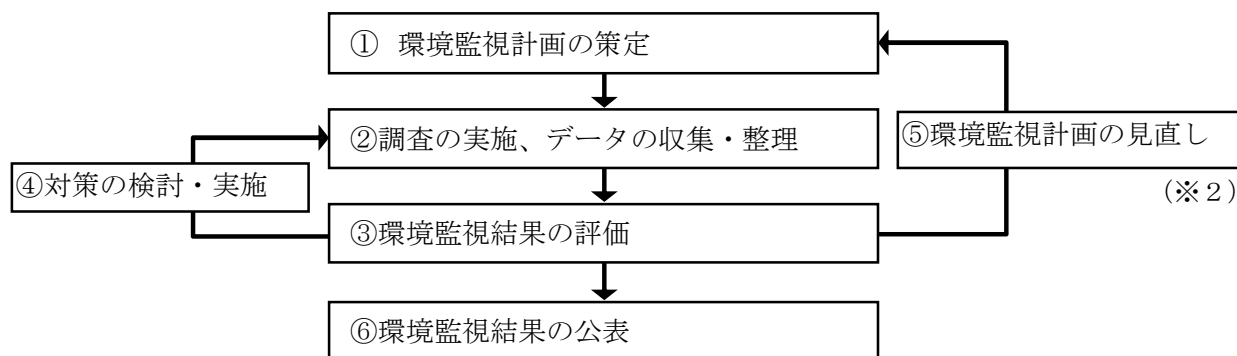 ① 環境監視計画の策定
②調査の実施、データの収集・整理
⑤環境監視計画の見直し
④対策の検討・実施
(※2)
③環境監視結果の評価
⑥環境監視結果の公表